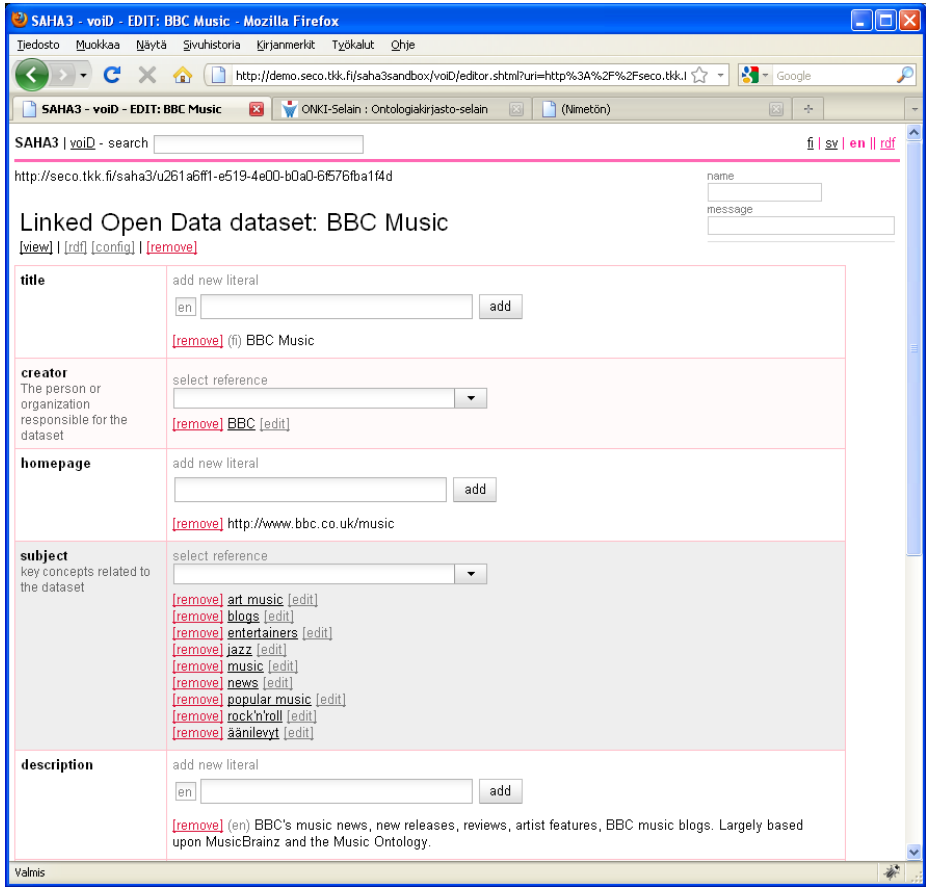 SAHA3 - voiD - EDIT: BBC Music - Mozilla Firefox
Tiedosto Muokkaa Näytä Sivuhistoria Kirjanmerkit Työkalut Ohje
http://demo.seco.tkk.fi/saha3sandbox/voiD/editor.shtml?uri=http%3A%2F%2Fseco.tkk.f Google
SAHA3 - voiD - EDIT: BBC Music ONKI-Selain : Ontologiakirjasto-selain (Nimetön)
SAHA3 | voiD - search fi | sv | en || rdf
http://seco.tkk.fi/saha3/u261a6ff1-e519-4e00-b0a0-6f576fba1f4d
name
message
Linked Open Data dataset: BBC Music
[view] | [rdf] [config] | [remove]
title
add new literal
en add
[remove] (fi) BBC Music
creator
The person or
organization
responsible for the
dataset
select reference
[remove] BBC [edit]
homepage
add new literal
add
[remove] http://www.bbc.co.uk/music
subject
key concepts related to
the dataset
select reference
[remove] art music [edit]
[remove] blogs [edit]
[remove] entertainers [edit]
[remove] jazz [edit]
[remove] music [edit]
[remove] news [edit]
[remove] popular music [edit]
[remove] rock'n'roll [edit]
[remove] äänilevyt [edit]
description
add new literal
en add
[remove] (en) BBC's music news, new releases, reviews, artist features, BBC music blogs. Largely based
upon MusicBrainz and the Music Ontology.
Valmis